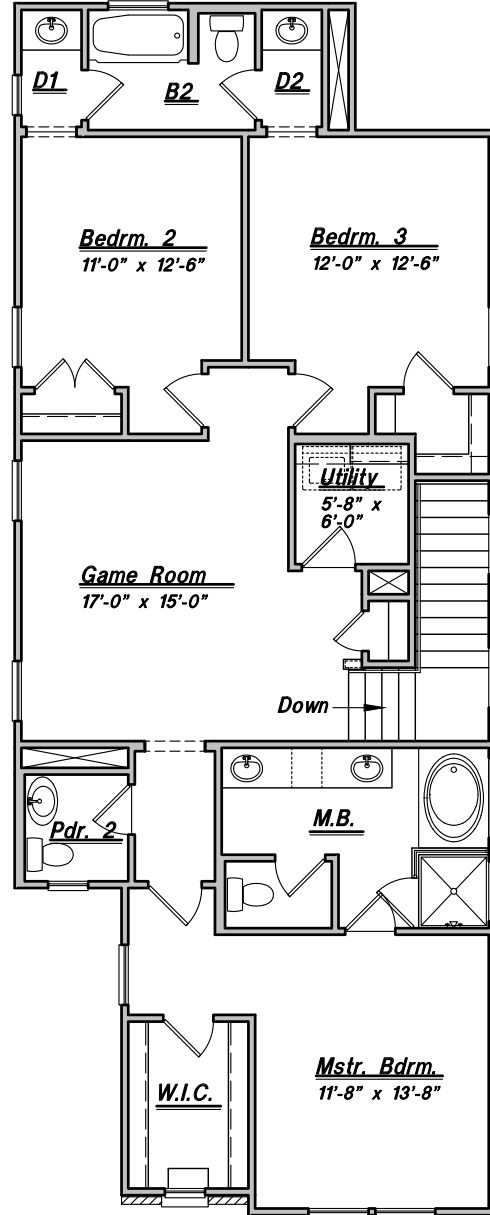 D1
B2
D2
Bedrm. 2
11'-0" x 12'-6"
Bedrm. 3
12'-0" x 12'-6"
Utility
5'-8" x
6'-0"
Game Room
17'-0" x 15'-0"
Down
Pdr. 2
M.B.
Mstr. Bdrm.
11'-8" x 13'-8"
W.I.C.